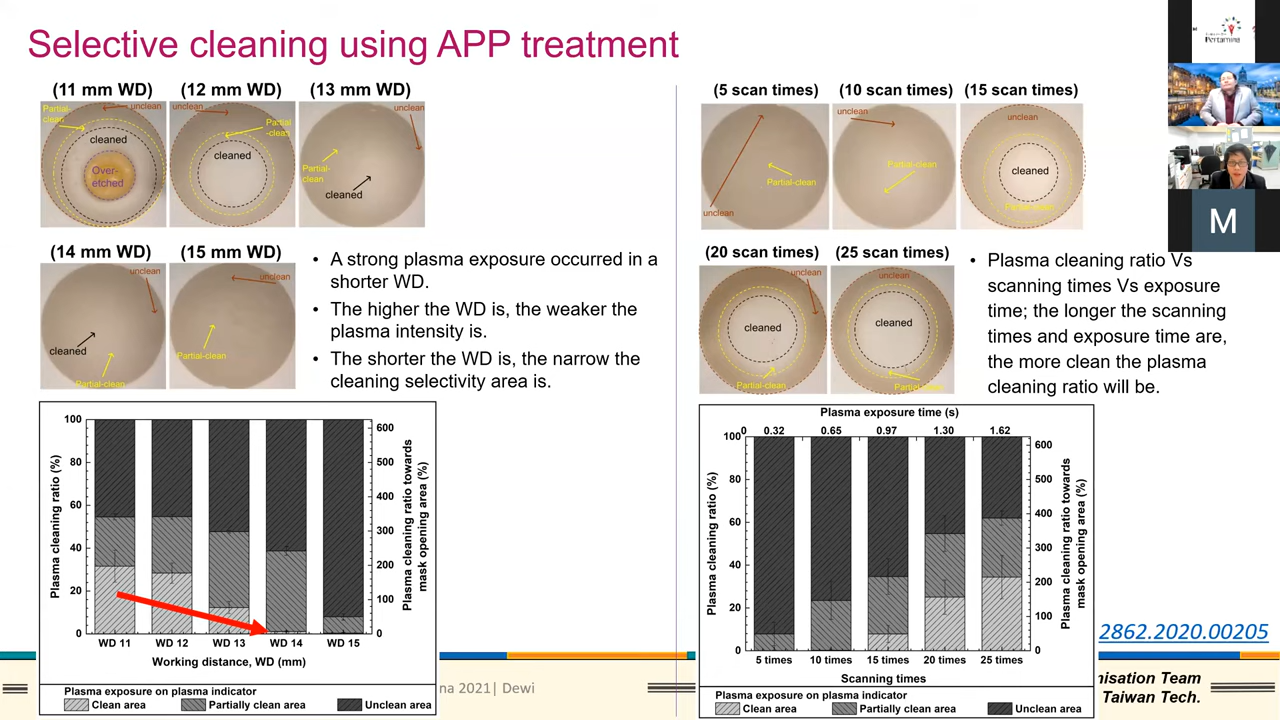 Selective cleaning using APP treatment
(11 mm WD) (12 mm WD) (13 mm WD)
Partial-
clean
unclean
cleaned
Over-
etched
unclean
Partial
-clean
cleaned
unclean
Partial-
clean
cleaned
(14 mm WD) (15 mm WD)
unclean
cleaned
Partial-clean
unclean
Partial-clean
• A strong plasma exposure occurred in a
shorter WD.
• The higher the WD is, the weaker the
plasma intensity is.
• The shorter the WD is, the narrow the
cleaning selectivity area is.
100
80
60
40
20
0
Plasma cleaning ratio (%)
600
500
400
300
200
100
0
Plasma cleaning ratio towards
mask opening area (%)
WD 11 WD 12 WD 13 WD 14 WD 15
Working distance, WD (mm)
Plasma exposure on plasma indicator
Clean area Partially clean area Unclean area
(5 scan times) (10 scan times) (15 scan times)
Partial-clean
unclean
unclean
Partial-clean
unclean
cleaned
(20 scan times) (25 scan times)
unclean
cleaned
Partial-clean
unclean
cleaned
• Plasma cleaning ratio Vs
scanning times Vs exposure
time; the longer the scanning
times and exposure time are,
the more clean the plasma
cleaning ratio will be.
Plasma exposure time (s)
0 0.32 0.65 0.97 1.30 1.62
100
80
60
40
20
0
Plasma cleaning ratio (%)
600
500
400
300
200
100
0
Plasma cleaning ratio towards
mask opening area (%)
5 times 10 times 15 times 20 times 25 times
Scanning times
Plasma exposure on plasma indicator
Clean area Partially clean area Unclean area
2862.2020.00205
na 2021| Dewi
nisation Team
Taiwan Tech.
Pertamina
M